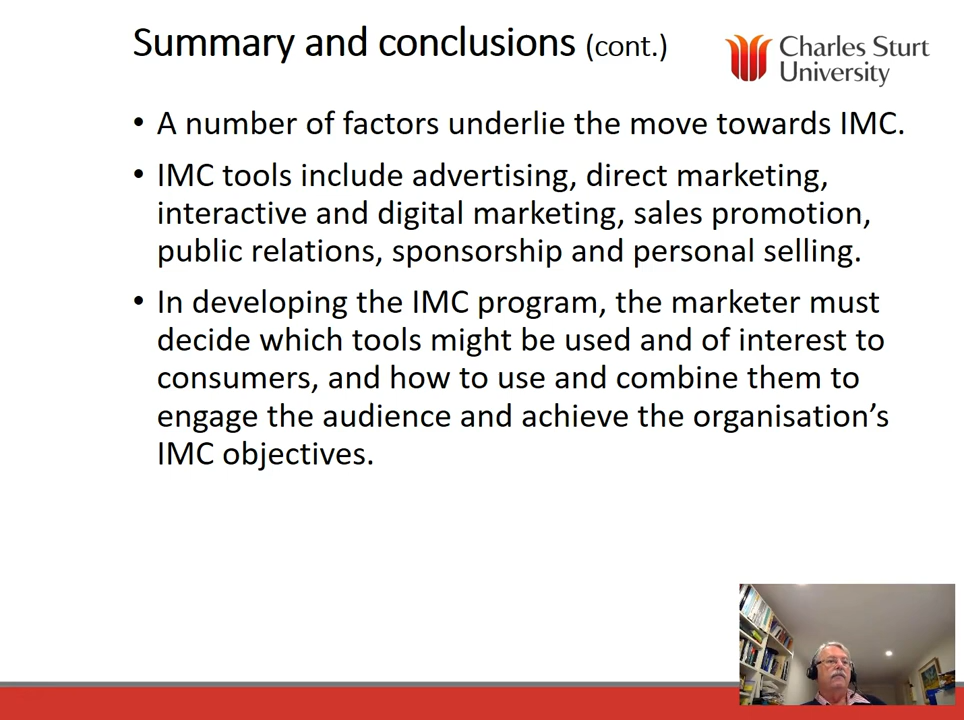 Summary and conclusions (cont.)
Charles Sturt
University
• A number of factors underlie the move towards IMC.
• IMC tools include advertising, direct marketing,
interactive and digital marketing, sales promotion,
public relations, sponsorship and personal selling.
• In developing the IMC program, the marketer must
decide which tools might be used and of interest to
consumers, and how to use and combine them to
engage the audience and achieve the organisation’s
IMC objectives.